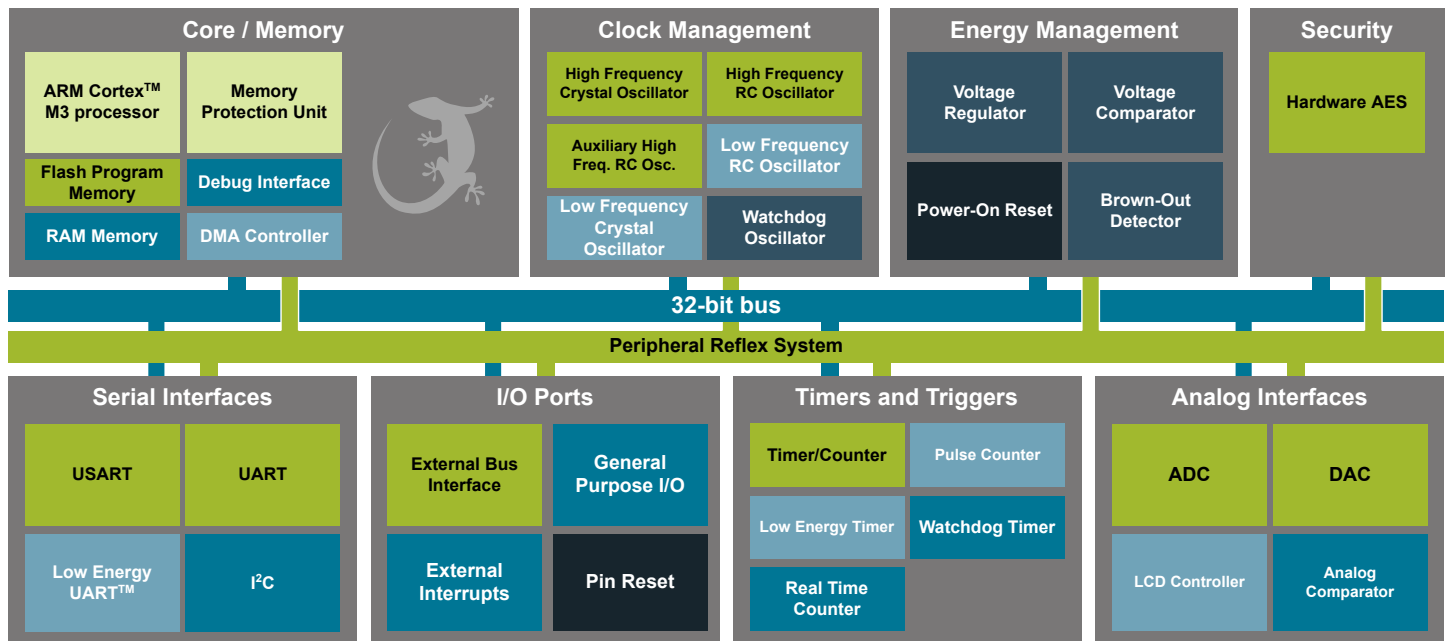 Core / Memory
ARM Cortex™
M3 processor
Memory
Protection Unit
Flash Program
Memory
Debug Interface
RAM Memory
DMA Controller
Clock Management
High Frequency
Crystal Oscillator
High Frequency
RC Oscillator
Auxiliary High
Freq. RC Osc.
Low Frequency
RC Oscillator
Low Frequency
Crystal
Oscillator
Watchdog
Oscillator
Energy Management
Voltage
Regulator
Voltage
Comparator
Power-On Reset
Brown-Out
Detector
Security
Hardware AES
32-bit bus
Peripheral Reflex System
Serial Interfaces
USART
UART
Low Energy
UART™
I²C
I/O Ports
External Bus
Interface
General
Purpose I/O
External
Interrupts
Pin Reset
Timers and Triggers
Timer/Counter
Pulse Counter
Low Energy Timer
Watchdog Timer
Real Time
Counter
Analog Interfaces
ADC
DAC
LCD Controller
Analog
Comparator